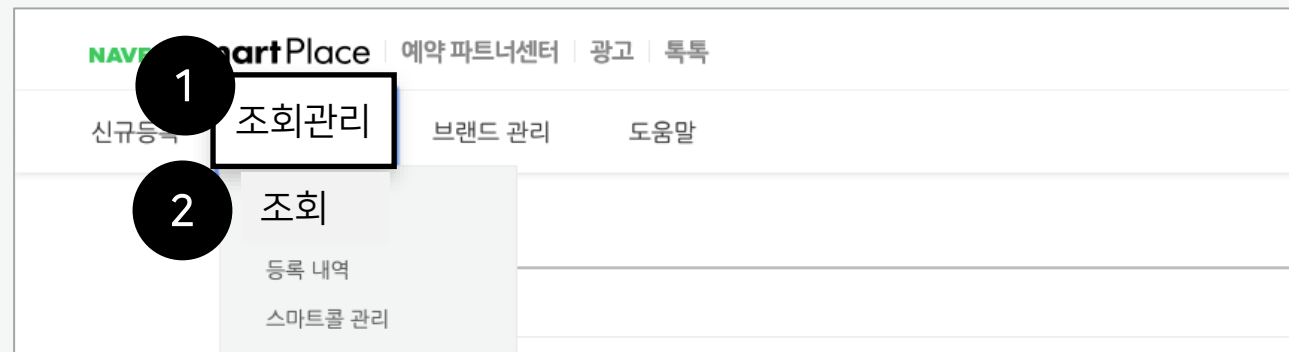 NAVER Smart Place 예약 파트너센터 광고 톡톡
1
신규등록 조회관리 브랜드 관리 도움말
2 조회
등록 내역
스마트콜 관리